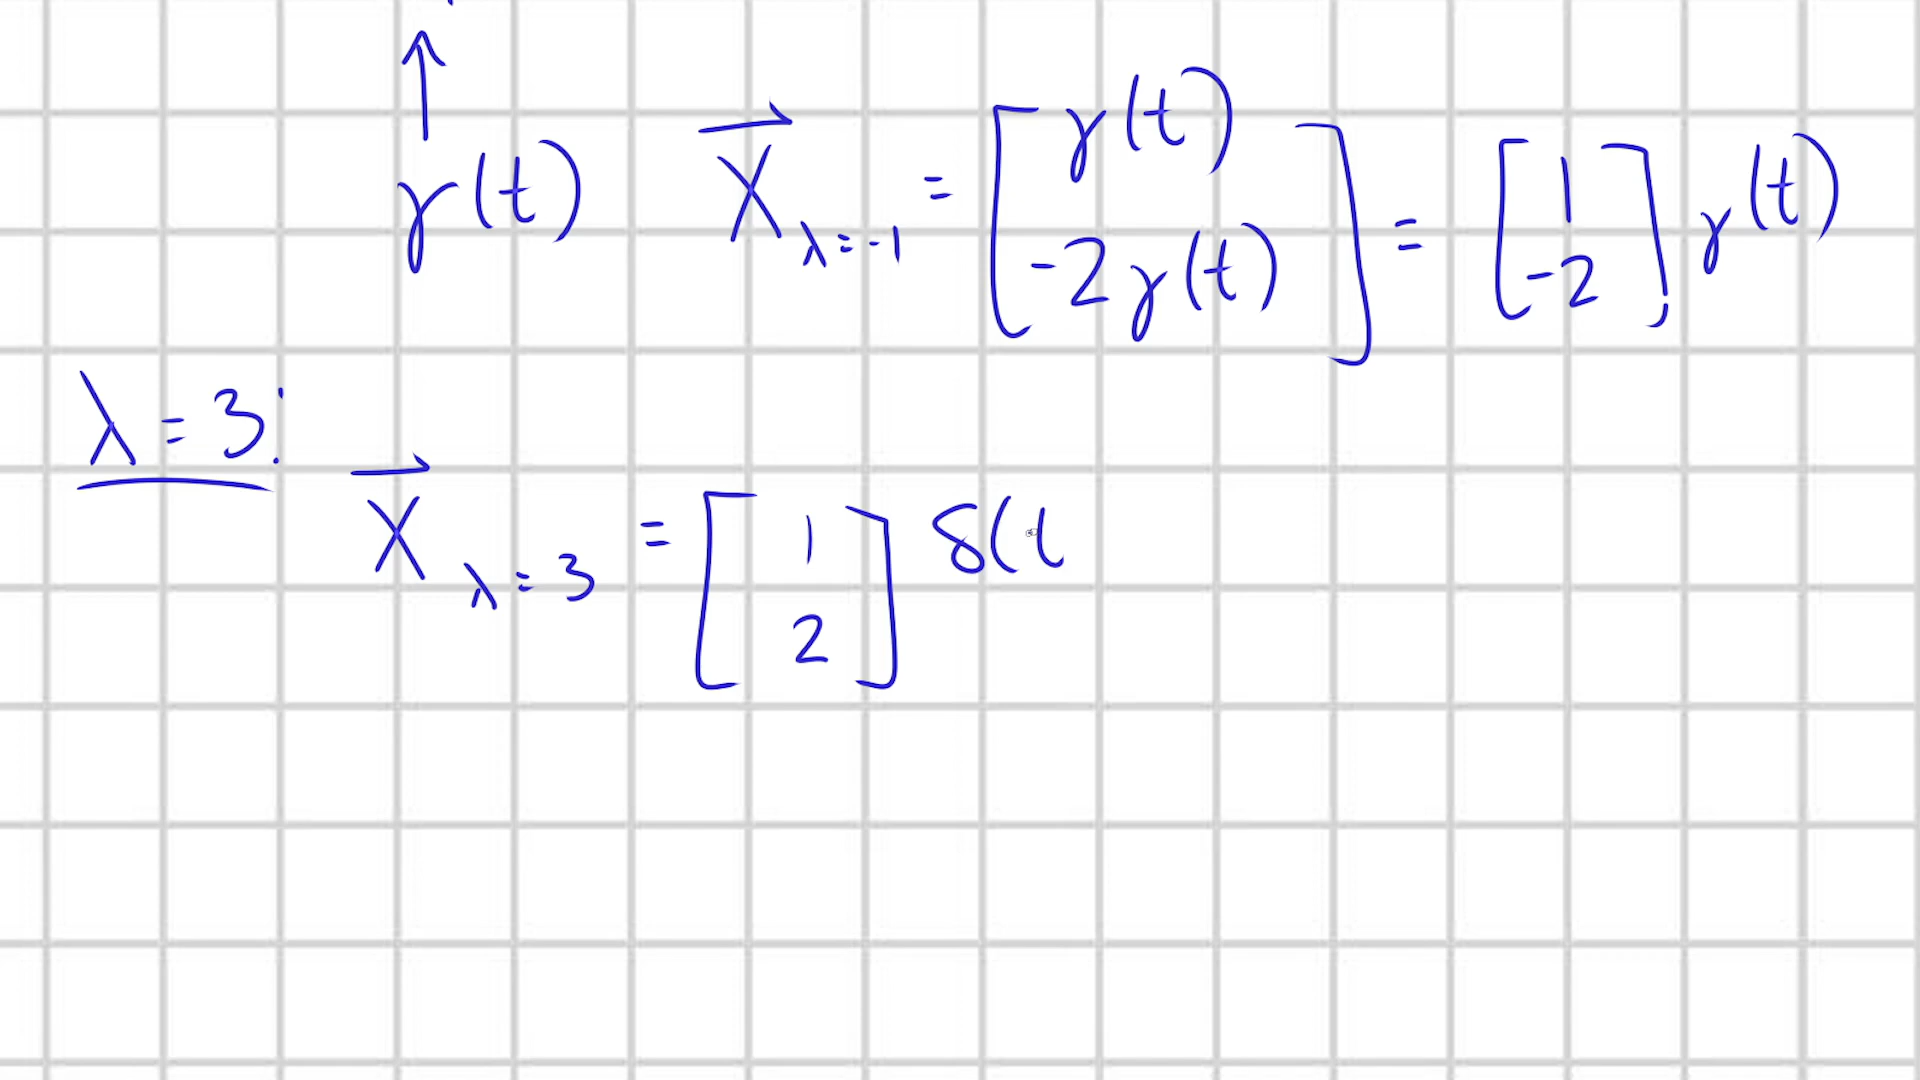 ↑
γ(t) X⃗ λ=-1 = [γ(t) -2γ(t)] = [1 -2] γ(t)
λ = 3:
X⃗ λ=3 = [1 2] δ(t